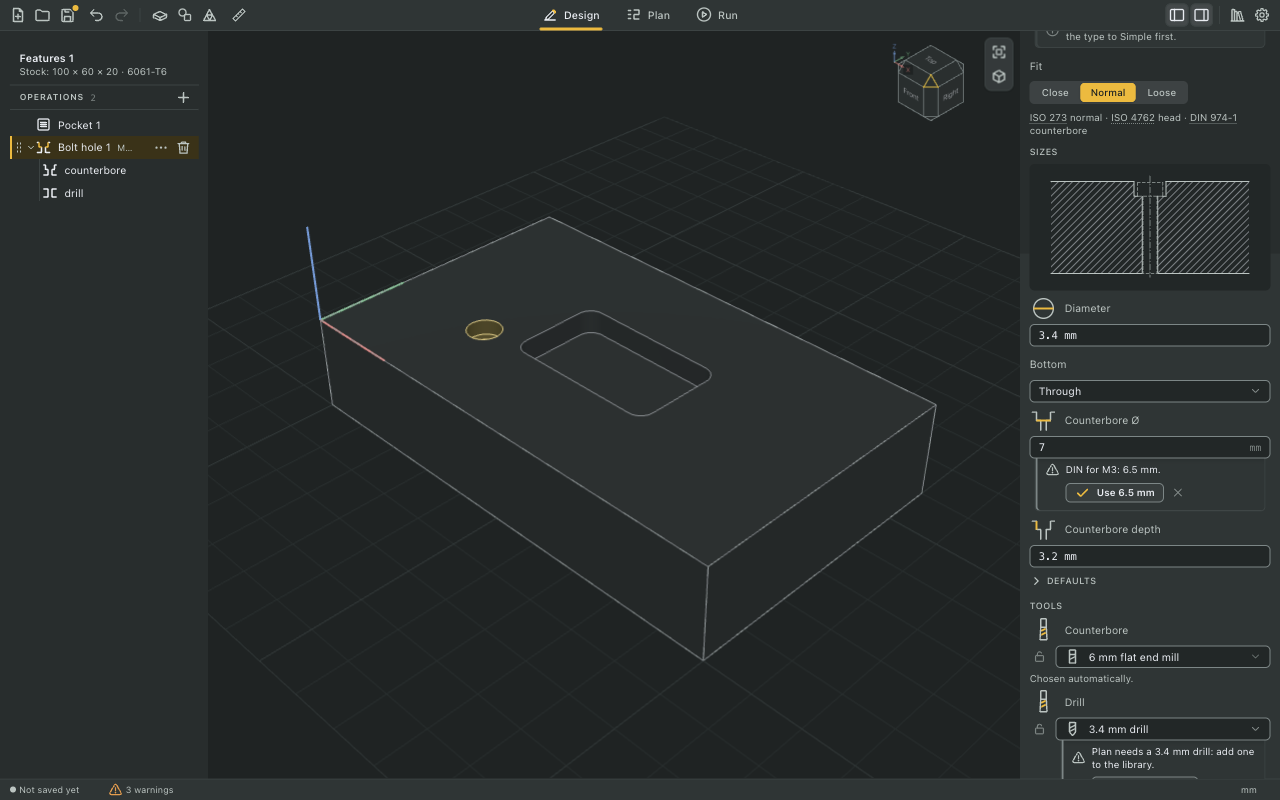 Design
Plan
Run
Features 1
Stock: 100 × 60 × 20 · 6061-T6
OPERATIONS 2
Pocket 1
Bolt hole 1 M…
counterbore
drill
Z
Top
Front
Right
the type to Simple first.
Fit
Close
Normal
Loose
ISO 273 normal · ISO 4762 head · DIN 974-1
counterbore
SIZES
Diameter
3.4 mm
Bottom
Through
Counterbore Ø
7 mm
DIN for M3: 6.5 mm.
Use 6.5 mm
Counterbore depth
3.2 mm
DEFAULTS
TOOLS
Counterbore
6 mm flat end mill
Chosen automatically.
Drill
3.4 mm drill
Plan needs a 3.4 mm drill: add one
to the library.
Not saved yet
3 warnings
mm